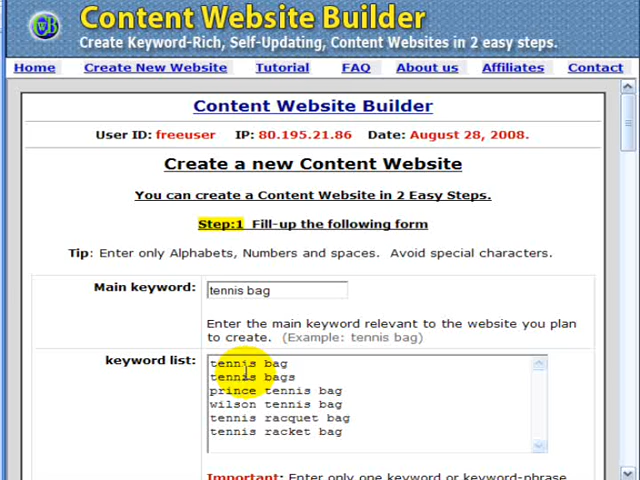 Content Website Builder
Create Keyword-Rich, Self-Updating, Content Websites in 2 easy steps.
Home Create New Website Tutorial FAQ About us Affiliates Contact
Content Website Builder
User ID: freeuser IP: 80.195.21.86 Date: August 28, 2008.
Create a new Content Website
You can create a Content Website in 2 Easy Steps.
Step:1 Fill-up the following form
Tip: Enter only Alphabets, Numbers and spaces. Avoid special characters.
Main keyword: tennis bag
Enter the main keyword relevant to the website you plan
to create. (Example: tennis bag)
keyword list: tennis bag
tennis bags
prince tennis bag
wilson tennis bag
tennis racquet bag
tennis racket bag
Important: Enter only one keyword or keyword-phrase